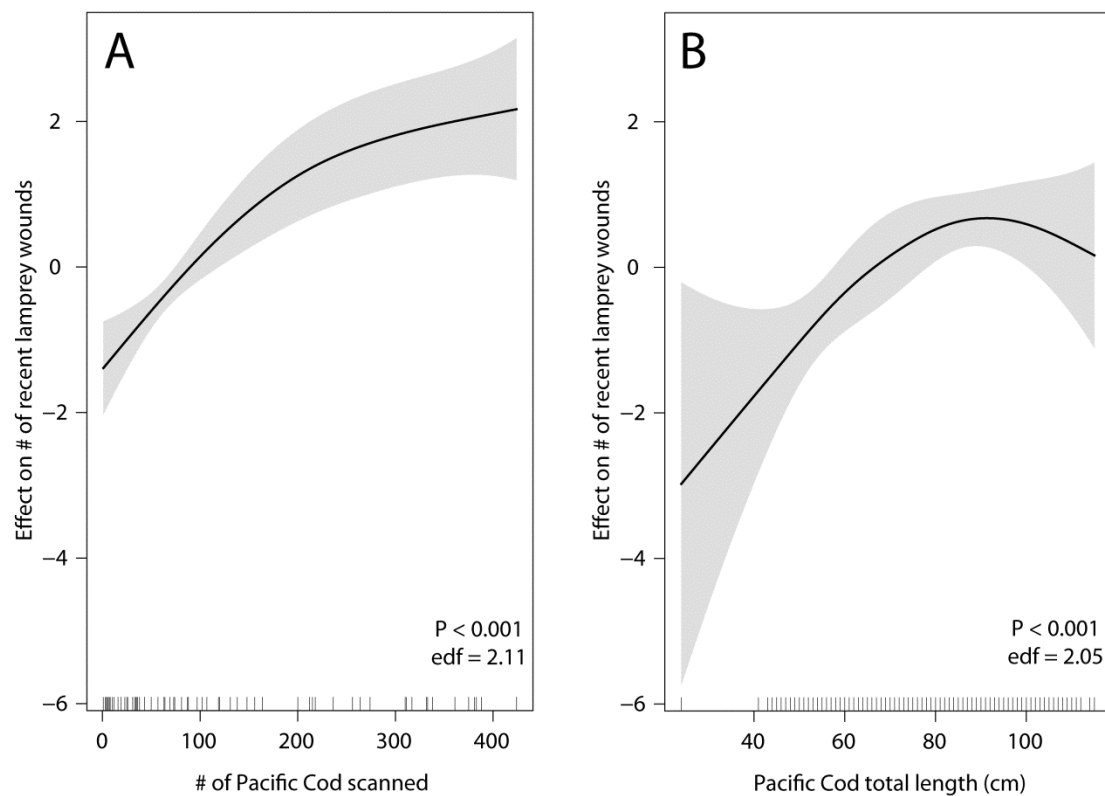 A
Effect on # of recent lamprey wounds
2
0
−2
−4
−6
P < 0.001
edf = 2.11
0 100 200 300 400
# of Pacific Cod scanned
B
Effect on # of recent lamprey wounds
2
0
−2
−4
−6
P < 0.001
edf = 2.05
40 60 80 100
Pacific Cod total length (cm)